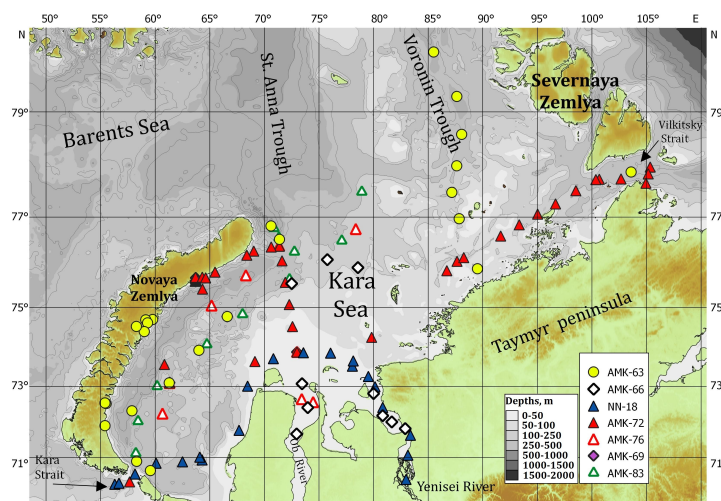 50° 55° 60° 65° 70° 75° 80° 85° 90° 95° 100° 105° E
N N
79° 79°
77° 77°
75° 75°
73° 73°
71° 71°
Barents Sea
St. Anna Trough
Voronin Trough
Severnaya
Zemlya
Vilkitsky
Strait
Novaya
Zemlya
Kara
Sea
Taymyr peninsula
Kara
Strait
Ob River
Yenisei River
Depths, m
0-50
50-100
100-250
250-500
500-1000
1000-1500
1500-2000
AMK-63
AMK-66
NN-18
AMK-72
AMK-76
AMK-69
AMK-83